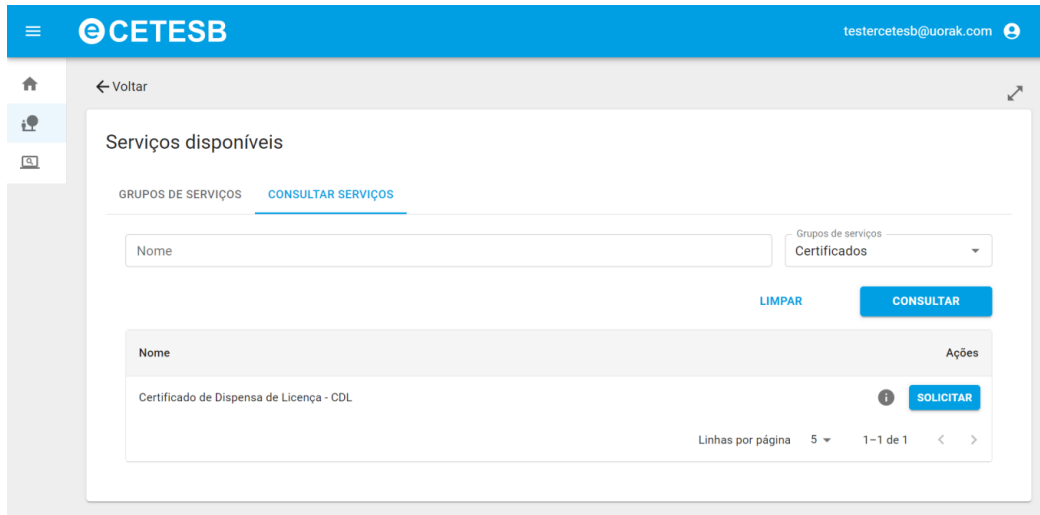 eCETESB testercetesb@uorak.com
Voltar
Serviços disponíveis
GRUPOS DE SERVIÇOS CONSULTAR SERVIÇOS
Grupos de serviços
Nome Certificados
LIMPAR CONSULTAR
Nome Ações
Certificado de Dispensa de Licença - CDL SOLICITAR
Linhas por página 5 1–1 de 1